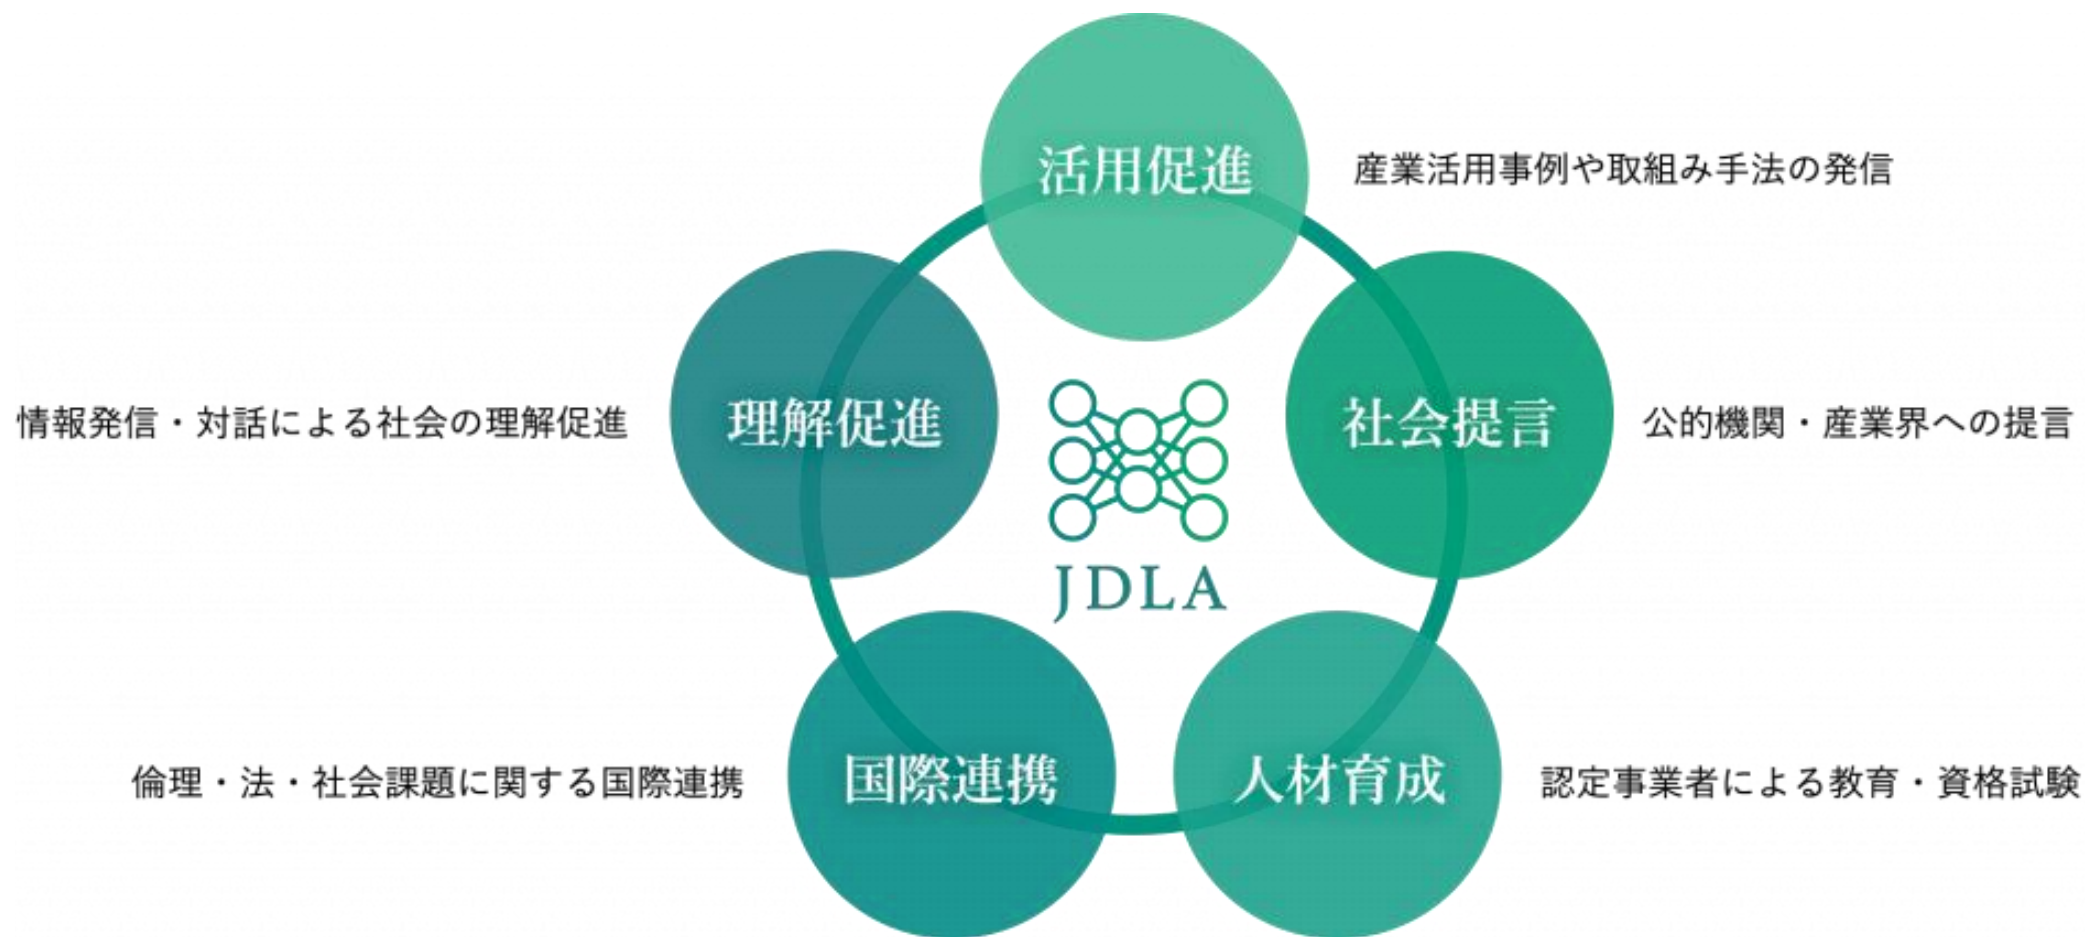 活用促進
産業活用事例や取組み手法の発信
情報発信・対話による社会の理解促進
理解促進
社会提言
公的機関・産業界への提言
JDLA
倫理・法・社会課題に関する国際連携
国際連携
人材育成
認定事業者による教育・資格試験